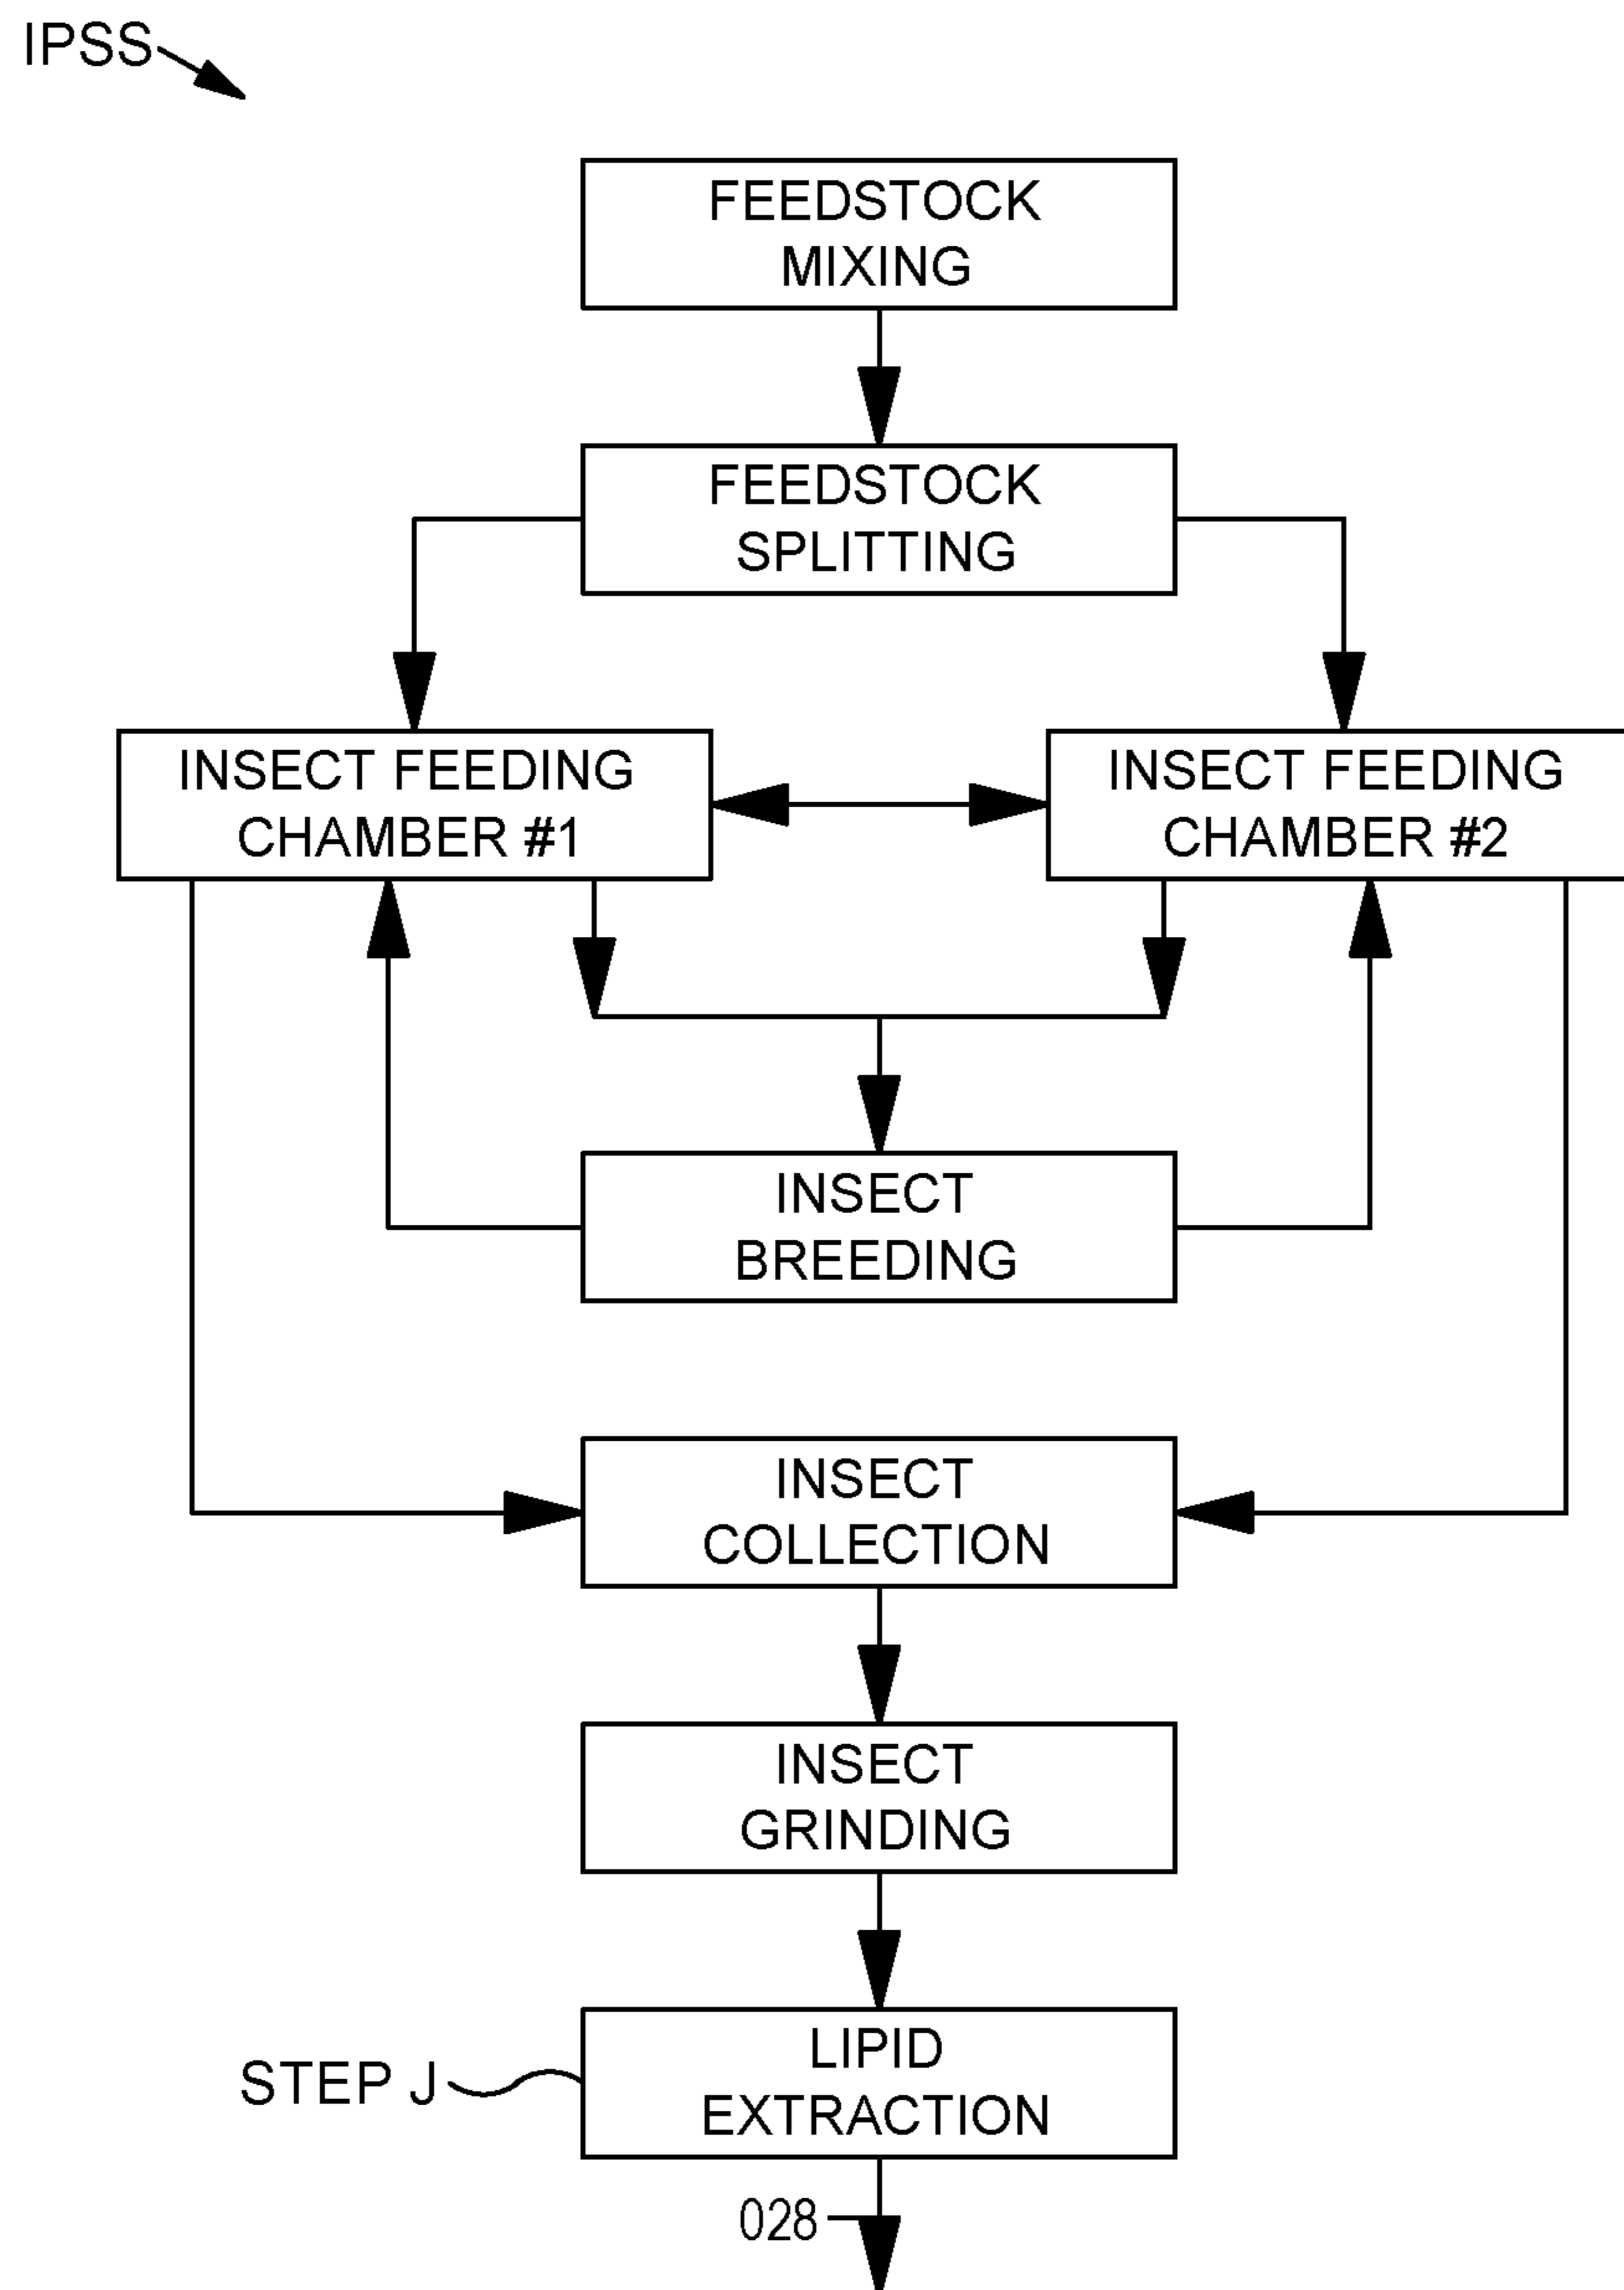 IPSS
FEEDSTOCK
MIXING
FEEDSTOCK
SPLITTING
INSECT FEEDING
CHAMBER #1
INSECT FEEDING
CHAMBER #2
INSECT
BREEDING
INSECT
COLLECTION
INSECT
GRINDING
LIPID
EXTRACTION
STEP J
028